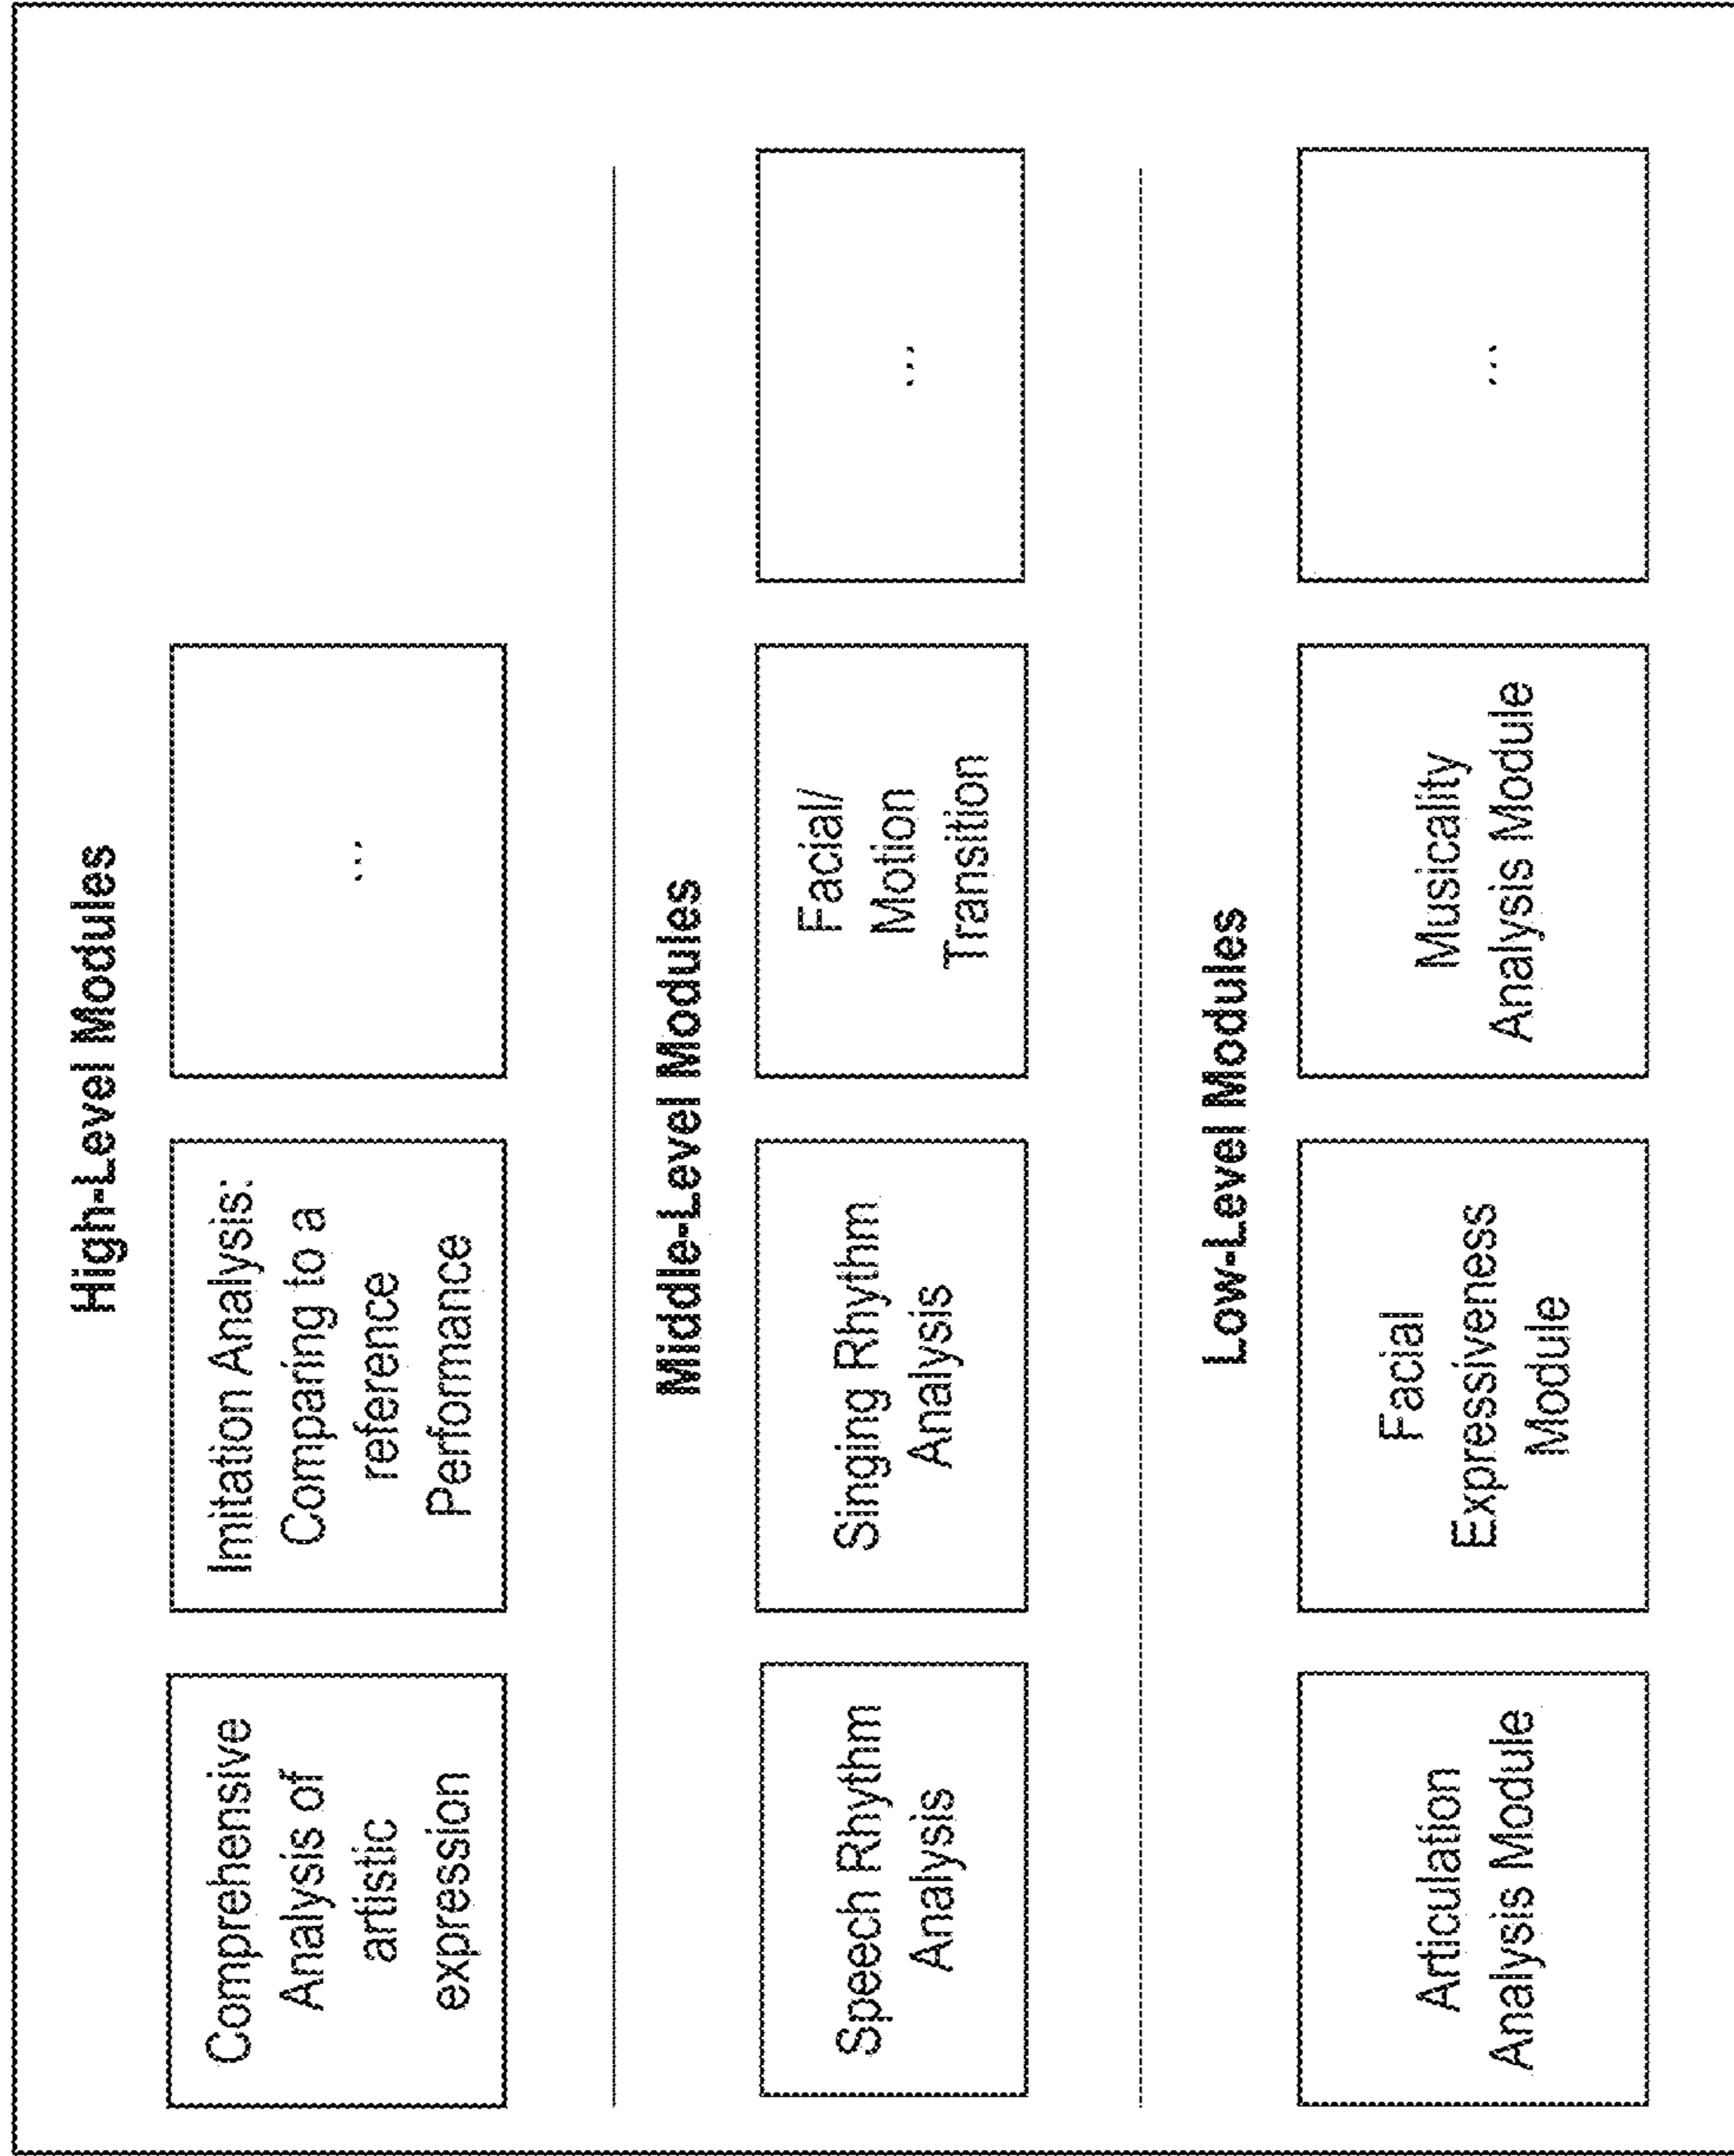 High-Level Modules
Comprehensive
Analysis of
artistic
expression
Imitation Analysis:
Comparing to a
reference
Performance
...
Middle-Level Modules
Speech Rhythm
Analysis
Singing Rhythm
Analysis
Facial/
Motion
Transition
...
Low-Level Modules
Articulation
Analysis Module
Facial
Expressiveness
Module
Musicality
Analysis Module
...